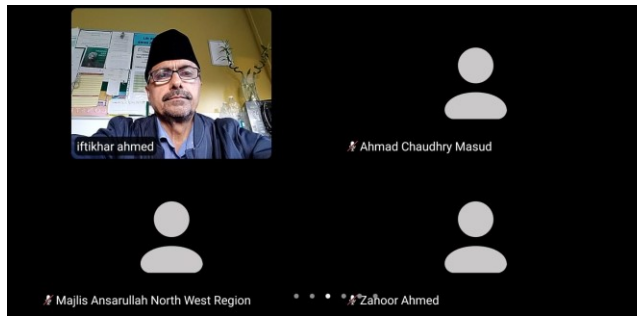 iftikhar ahmed
Ahmad Chaudhry Masud
Majlis Ansarullah North West Region
Zahoor Ahmed